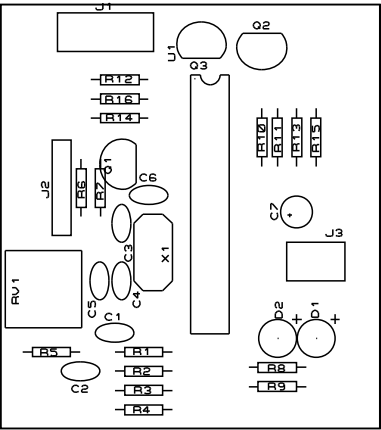 J1
Q2
U1
Q3
R12
R16
R14
R10
R11
R13
R15
Q1
J2
R6
R7
C6
C7
C3
X1
J3
RV1
C5
C4
D2
D1
+
+
+
C1
R5
R1
C2
R2
R8
R3
R9
R4